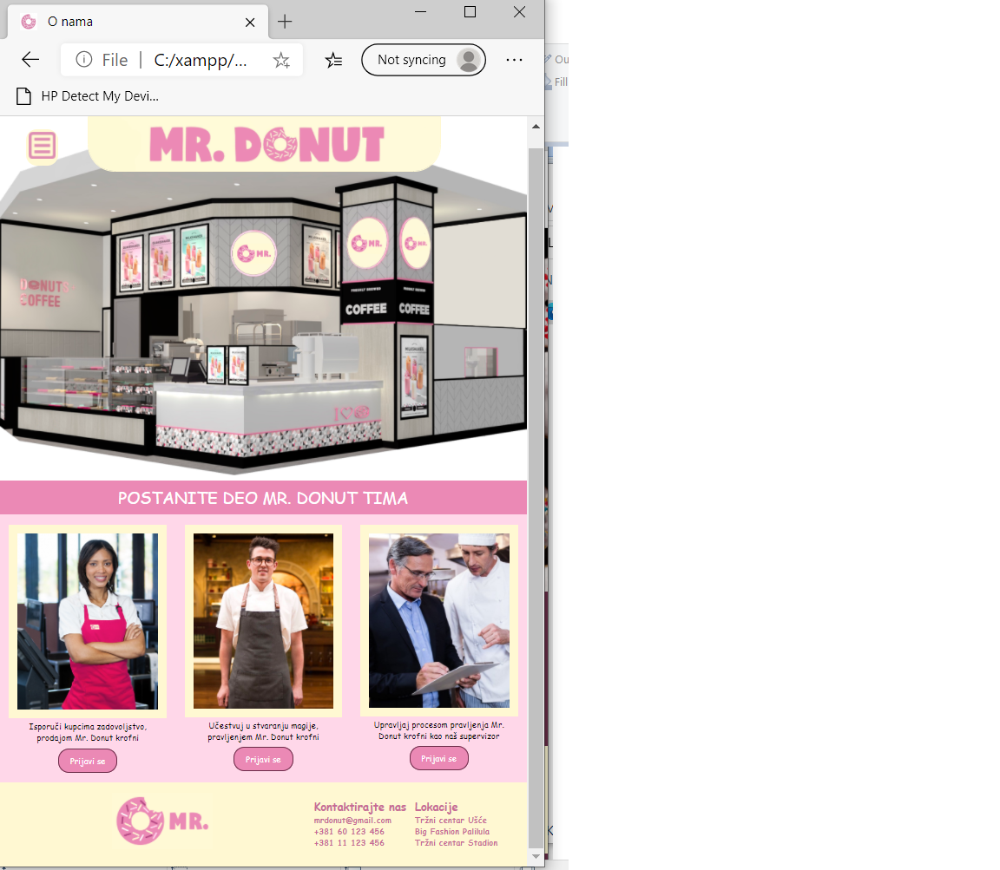 O nama
File
C:/xampp/...
Not syncing
HP Detect My Devi...
Ou
Fill
MR. DONUT
MR.
MR.
MR.
DONUTS
COFFEE
PROUDLY BREWED
COFFEE
PROUDLY BREWED
COFFEE
I
POSTANITE DEO MR. DONUT TIMA
Isporuči kupcima zadovoljstvo,
prodajom Mr. Donut krofni
Prijavi se
Učestvuj u stvaranju magije,
pravljenjem Mr. Donut krofni
Prijavi se
Upravljaj procesom pravljenja Mr.
Donut krofni kao naš supervizor
Prijavi se
MR.
Kontaktirajte nas
mrdonut@gmail.com
+381 60 123 456
+381 11 123 456
Lokacije
Tržni centar Ušće
Big Fashion Palilula
Tržni centar Stadion